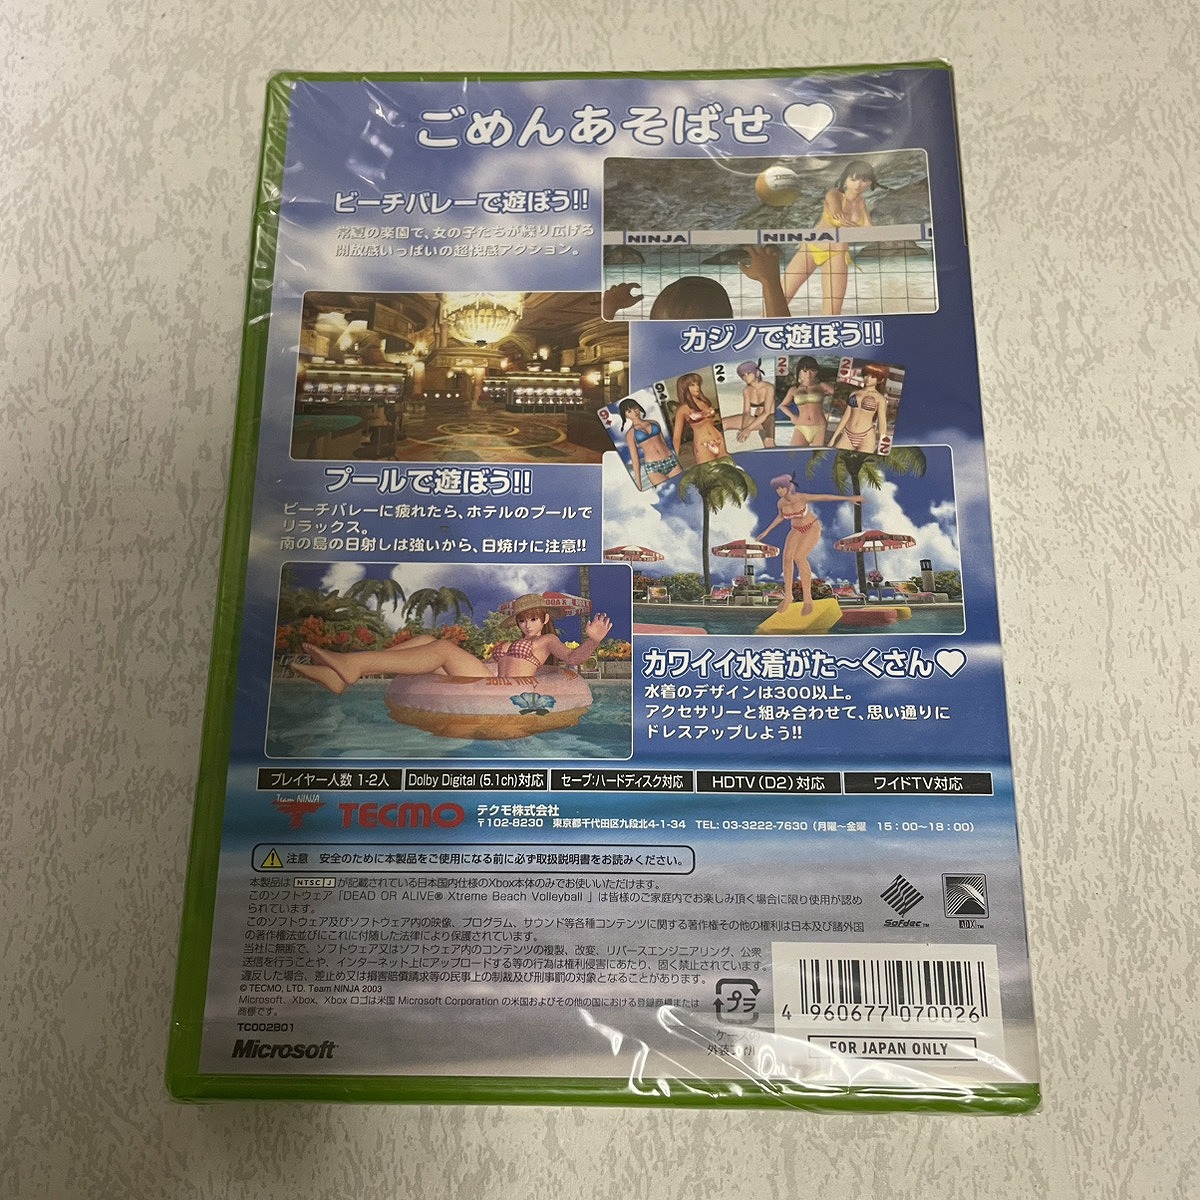 ごめんあそばせ♡
ビーチバレーで遊ぼう!!
常夏の楽園で、女の子たちが繰り広げる
開放感いっぱいの超快感アクション。
NINJA NINJA
カジノで遊ぼう!!
9 9 2 2 2
2
プールで遊ぼう!!
ビーチバレーに疲れたら、ホテルのプールで
リラックス。
南の島の日射しは強いから、日焼けに注意!!
カワイイ水着がた〜くさん♡
水着のデザインは300以上。
アクセサリーと組み合わせて、思い通りに
ドレスアップしよう!!
プレイヤー人数 1-2人 Dolby Digital (5.1ch)対応 セーブ:ハードディスク対応 HDTV(D2)対応 ワイドTV対応
Team NINJA TECMO テクモ株式会社
〒102-8230 東京都千代田区九段北4-1-34 TEL: 03-3222-7630 (月曜〜金曜 15:00〜18:00)
注意 安全のために本製品をご使用になる前に必ず取扱説明書をお読みください。
本製品は NTSC J が記載されている日本国内仕様のXbox本体のみでお使いいただけます。
このソフトウェア「DEAD OR ALIVE® Xtreme Beach Volleyball」は皆様のご家庭内でお楽しみ頂く場合に限り使用が認め
られています。
このソフトウェア及びソフトウェア内の映像、プログラム、サウンド等各種コンテンツに関する著作権その他の権利は日本及び諸外国
の著作権法並びにこれに付随した法律により保護されています。
当社に無断で、ソフトウェア又はソフトウェア内コンテンツの複製、改変、リバースエンジニアリング、公衆
送信を行うことや、インターネット上にアップロードする等の行為は権利侵害にあたり、固く禁止されています。
違反した場合、差止め又は損害賠償請求等の民事上の制裁及び刑事罰の対象となることがあります。
© TECMO, LTD. Team NINJA 2003
Microsoft、Xbox、Xbox ロゴは米国 Microsoft Corporation の米国およびその他の国における登録商標または
商標です。
TC002B01
Microsoft
SoFdec™ ADX™
プラ
ケース
外装フィル
4 960677 070026
FOR JAPAN ONLY